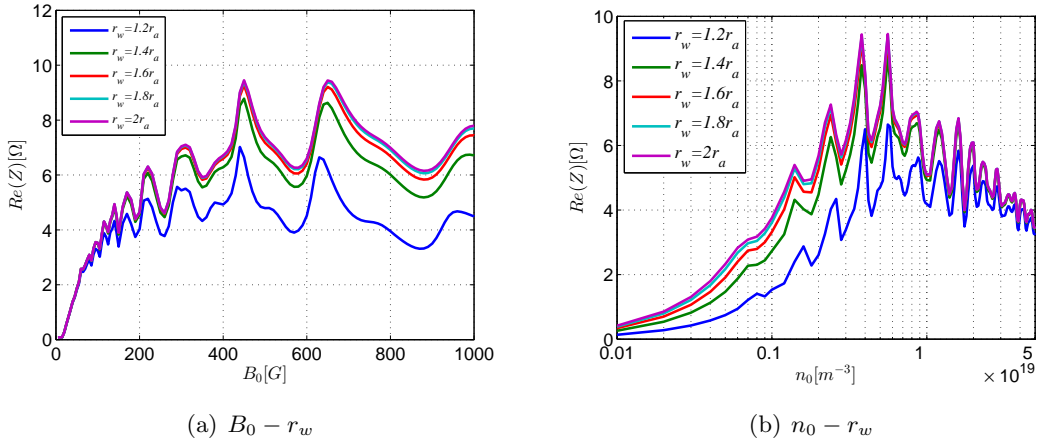 r_w=1.2r_a
r_w=1.4r_a
r_w=1.6r_a
r_w=1.8r_a
r_w=2r_a
12
10
8
6
4
2
0
0 200 400 600 800 1000
Re(Z)[Ω]
B_0[G]
(a) B_0 − r_w
r_w=1.2r_a
r_w=1.4r_a
r_w=1.6r_a
r_w=1.8r_a
r_w=2r_a
10
8
6
4
2
0
0.01 0.1 1 5
× 10^19
Re(Z)[Ω]
n_0[m^{-3}]
(b) n_0 − r_w